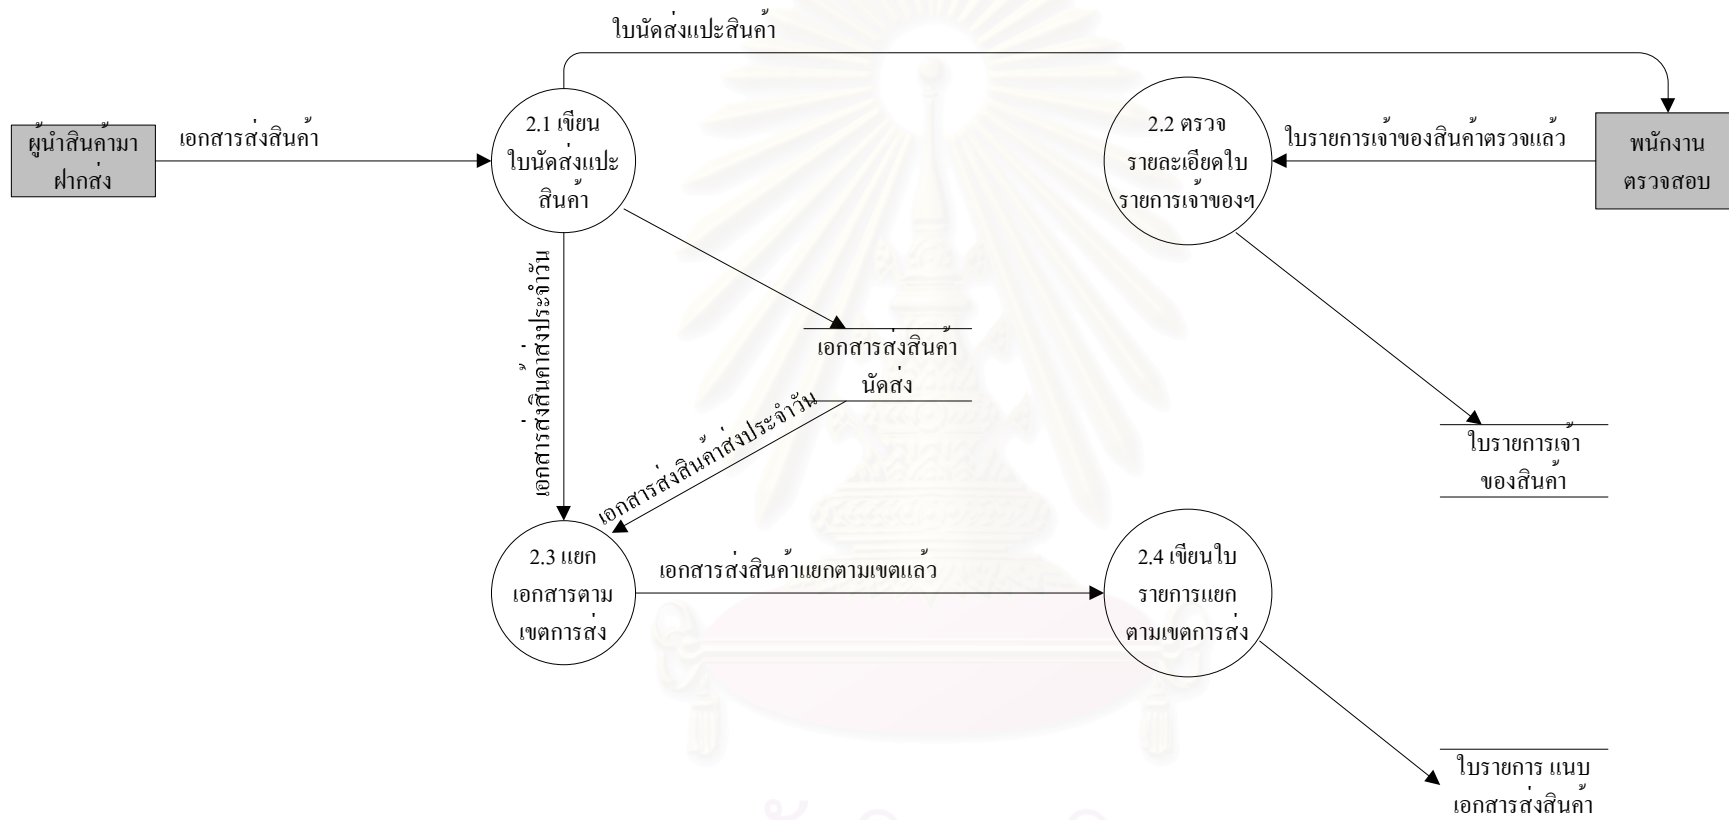 ใบนัดส่งแปะสินค้า
ผู้นำสินค้ามา
ฝากส่ง
เอกสารส่งสินค้า
2.1 เขียน
ใบนัดส่งแปะ
สินค้า
2.2 ตรวจ
รายละเอียดใบ
รายการเจ้าของฯ
ใบรายการเจ้าของสินค้าตรวจแล้ว
พนักงาน
ตรวจสอบ
เอกสารส่งสินค้าส่งประจำวัน
เอกสารส่งสินค้า
นัดส่ง
เอกสารส่งสินค้าส่งประจำวัน
ใบรายการเจ้า
ของสินค้า
2.3 แยก
เอกสารตาม
เขตการส่ง
เอกสารส่งสินค้าแยกตามเขตแล้ว
2.4 เขียนใบ
รายการแยก
ตามเขตการส่ง
ใบรายการ แนบ
เอกสารส่งสินค้า